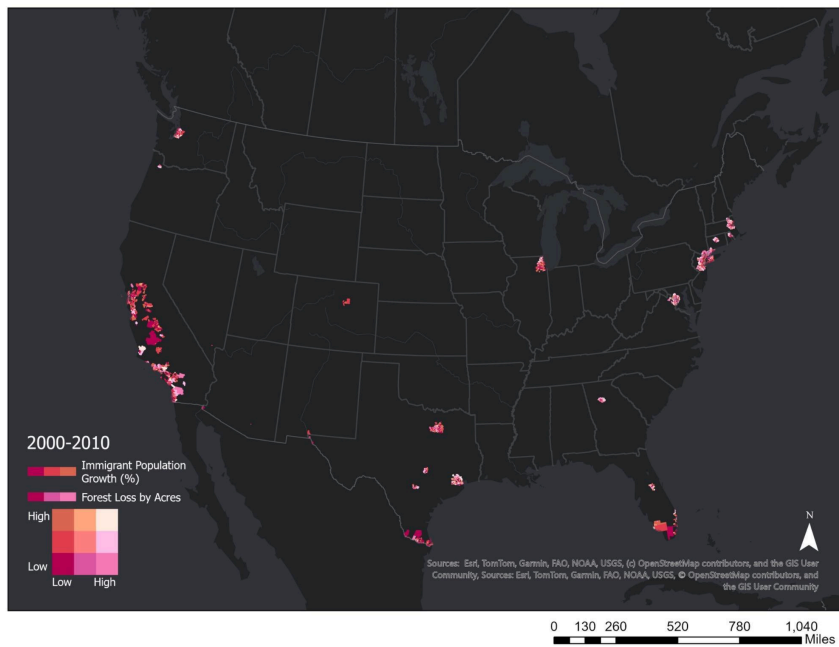 2000-2010
Immigrant Population
Growth (%)
Forest Loss by Acres
High
Low
Low High
N
Sources: Esri, TomTom, Garmin, FAO, NOAA, USGS, (c) OpenStreetMap contributors, and the GIS User
Community, Sources: Esri, TomTom, Garmin, FAO, NOAA, USGS, © OpenStreetMap contributors, and
the GIS User Community
0 130 260 520 780 1,040
Miles